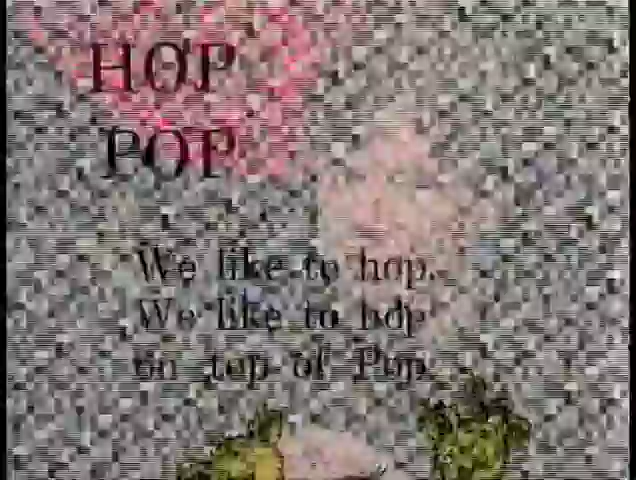 HOP
POP
We like to hop.
We like to hop
on top of Pop.